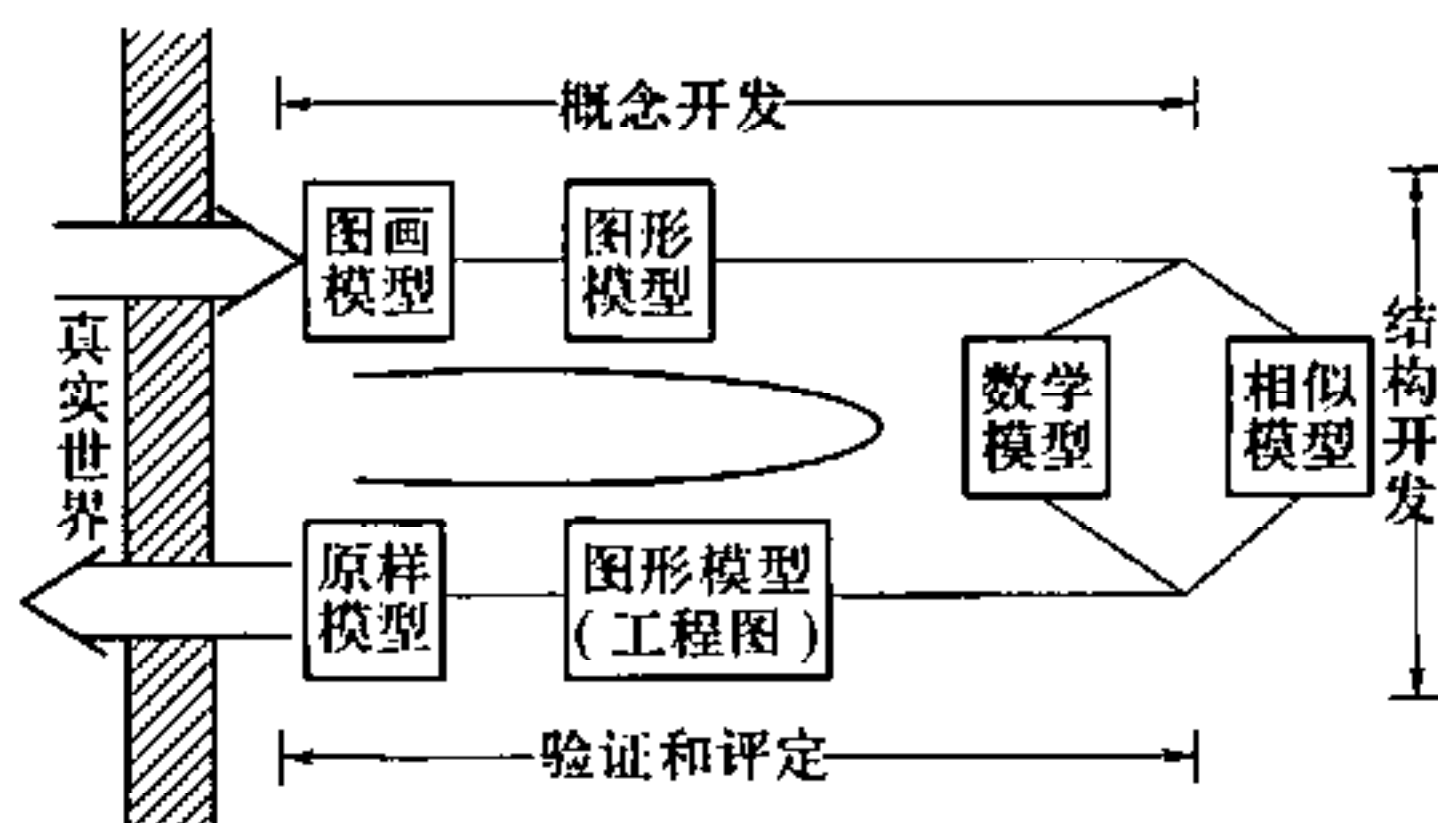 概念开发
图画
模型
图形
模型
数学
模型
相似
模型
结构开发
真实世界
原样
模型
图形模型
(工程图)
验证和评定